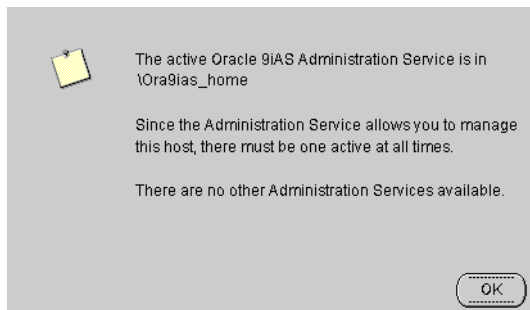 The active Oracle 9iAS Administration Service is in
\Ora9ias_home
Since the Administration Service allows you to manage
this host, there must be one active at all times.
There are no other Administration Services available.
OK